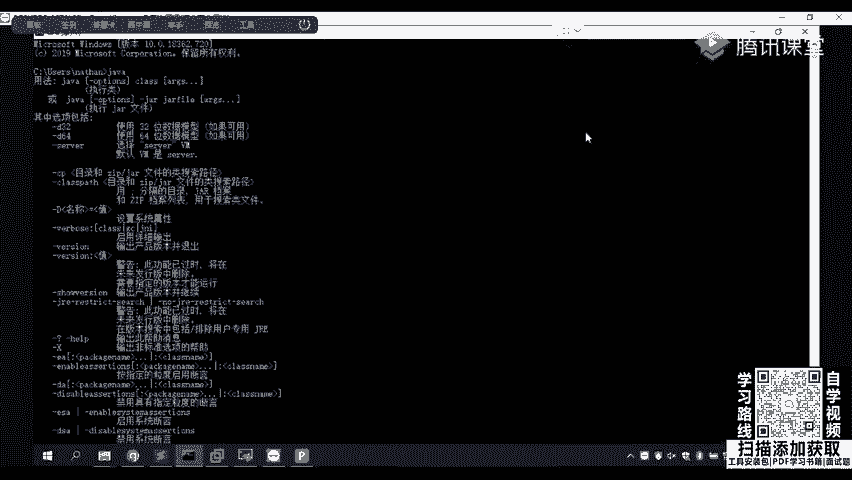 Microsoft Windows [版本 10.0.18362.720]
(c) 2019 Microsoft Corporation。保留所有权利。
C:\Users\nathan>java
用法: java [-options] class [args...]
(执行类)
或 java [-options] -jar jarfile [args...]
(执行 jar 文件)
其中选项包括:
-d32 使用 32 位数据模型 (如果可用)
-d64 使用 64 位数据模型 (如果可用)
-server 选择 "server" VM
默认 VM 是 server.
-cp <目录和 zip/jar 文件的类搜索路径>
-classpath <目录和 zip/jar 文件的类搜索路径>
用 ; 分隔的目录, JAR 档案
和 ZIP 档案列表, 用于搜索类文件。
-D<名称>=<值>
设置系统属性
-verbose:[class|gc|jni]
启用详细输出
-version 输出产品版本并退出
-version:<值>
警告: 此功能已过时, 将在
未来发行版中删除。
需要指定的版本才能运行
-showversion 输出产品版本并继续
-jre-restrict-search | -no-jre-restrict-search
警告: 此功能已过时, 将在
未来发行版中删除。
在版本搜索中包括/排除用户专用 JRE
-? -help 输出此帮助消息
-X 输出非标准选项的帮助
-ea[:<packagename>...|:<classname>]
-enableassertions[:<packagename>...|:<classname>]
按指定的粒度启用断言
-da[:<packagename>...|:<classname>]
-disableassertions[:<packagename>...|:<classname>]
禁用具有指定粒度的断言
-esa | -enablesystemassertions
启用系统断言
-dsa | -disablesystemassertions
禁用系统断言
腾讯课堂
学习路线
自学视频
扫描添加获取
工具安装包|PDF学习书籍|面试题